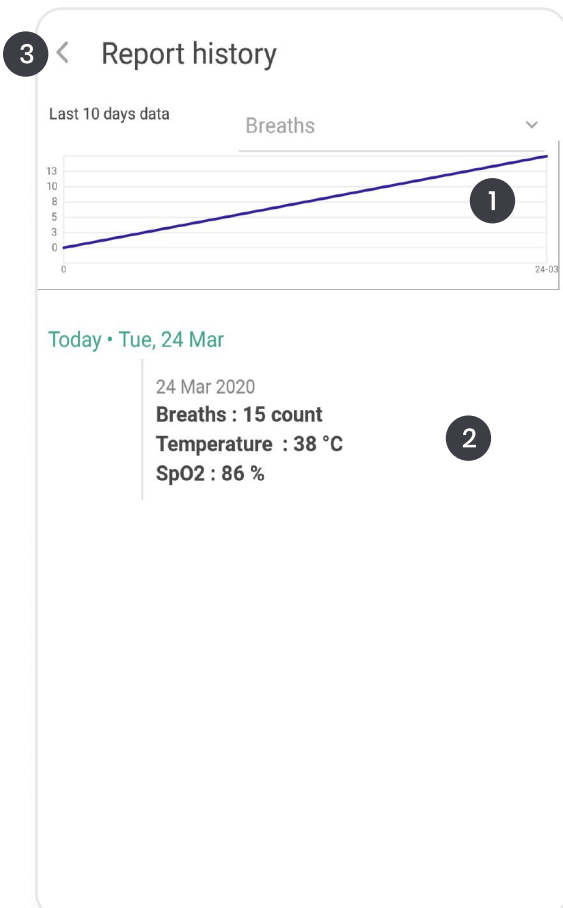 3
Report history
Last 10 days data
Breaths
13
10
8
5
3
0
1
0
24-03
Today • Tue, 24 Mar
24 Mar 2020
Breaths : 15 count
Temperature : 38 °C
2
SpO2 : 86 %